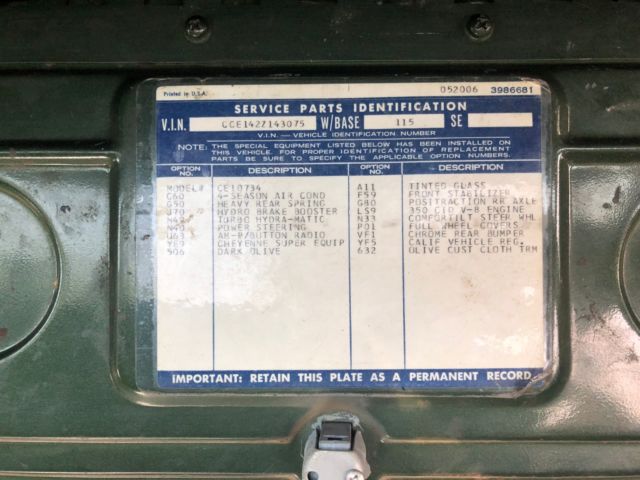 Printed in U.S.A. 052006 3986681
SERVICE PARTS IDENTIFICATION
V.I.N. CCE142Z143075 W/BASE 115 SE
V.I.N. — VEHICLE IDENTIFICATION NUMBER
NOTE: THE SPECIAL EQUIPMENT LISTED BELOW HAS BEEN INSTALLED ON
THIS VEHICLE. FOR PROPER IDENTIFICATION OF REPLACEMENT
PARTS BE SURE TO SPECIFY THE APPLICABLE OPTION NUMBERS.
OPTION NO. DESCRIPTION OPTION NO. DESCRIPTION
MODEL# CE10734 A11 TINTED GLASS
C60 4-SEASON AIR COND F59 FRONT STABILIZER
G50 HEAVY REAR SPRING G80 POSITRACTION RR AXLE
J70 HYDRO BRAKE BOOSTER LS9 350 CID V-8 ENGINE
TURBO HYDRA-MATIC N33 COMFORTILT STEER WHL
N40 POWER STEERING P01 FULL WHEEL COVERS
U63 AM-P/BUTTON RADIO VF1 CHROME REAR BUMPER
YE9 CHEYENNE SUPER EQUIP YF5 CALIF VEHICLE REG.
506 DARK OLIVE 632 OLIVE CUST CLOTH TRM
IMPORTANT: RETAIN THIS PLATE AS A PERMANENT RECORD